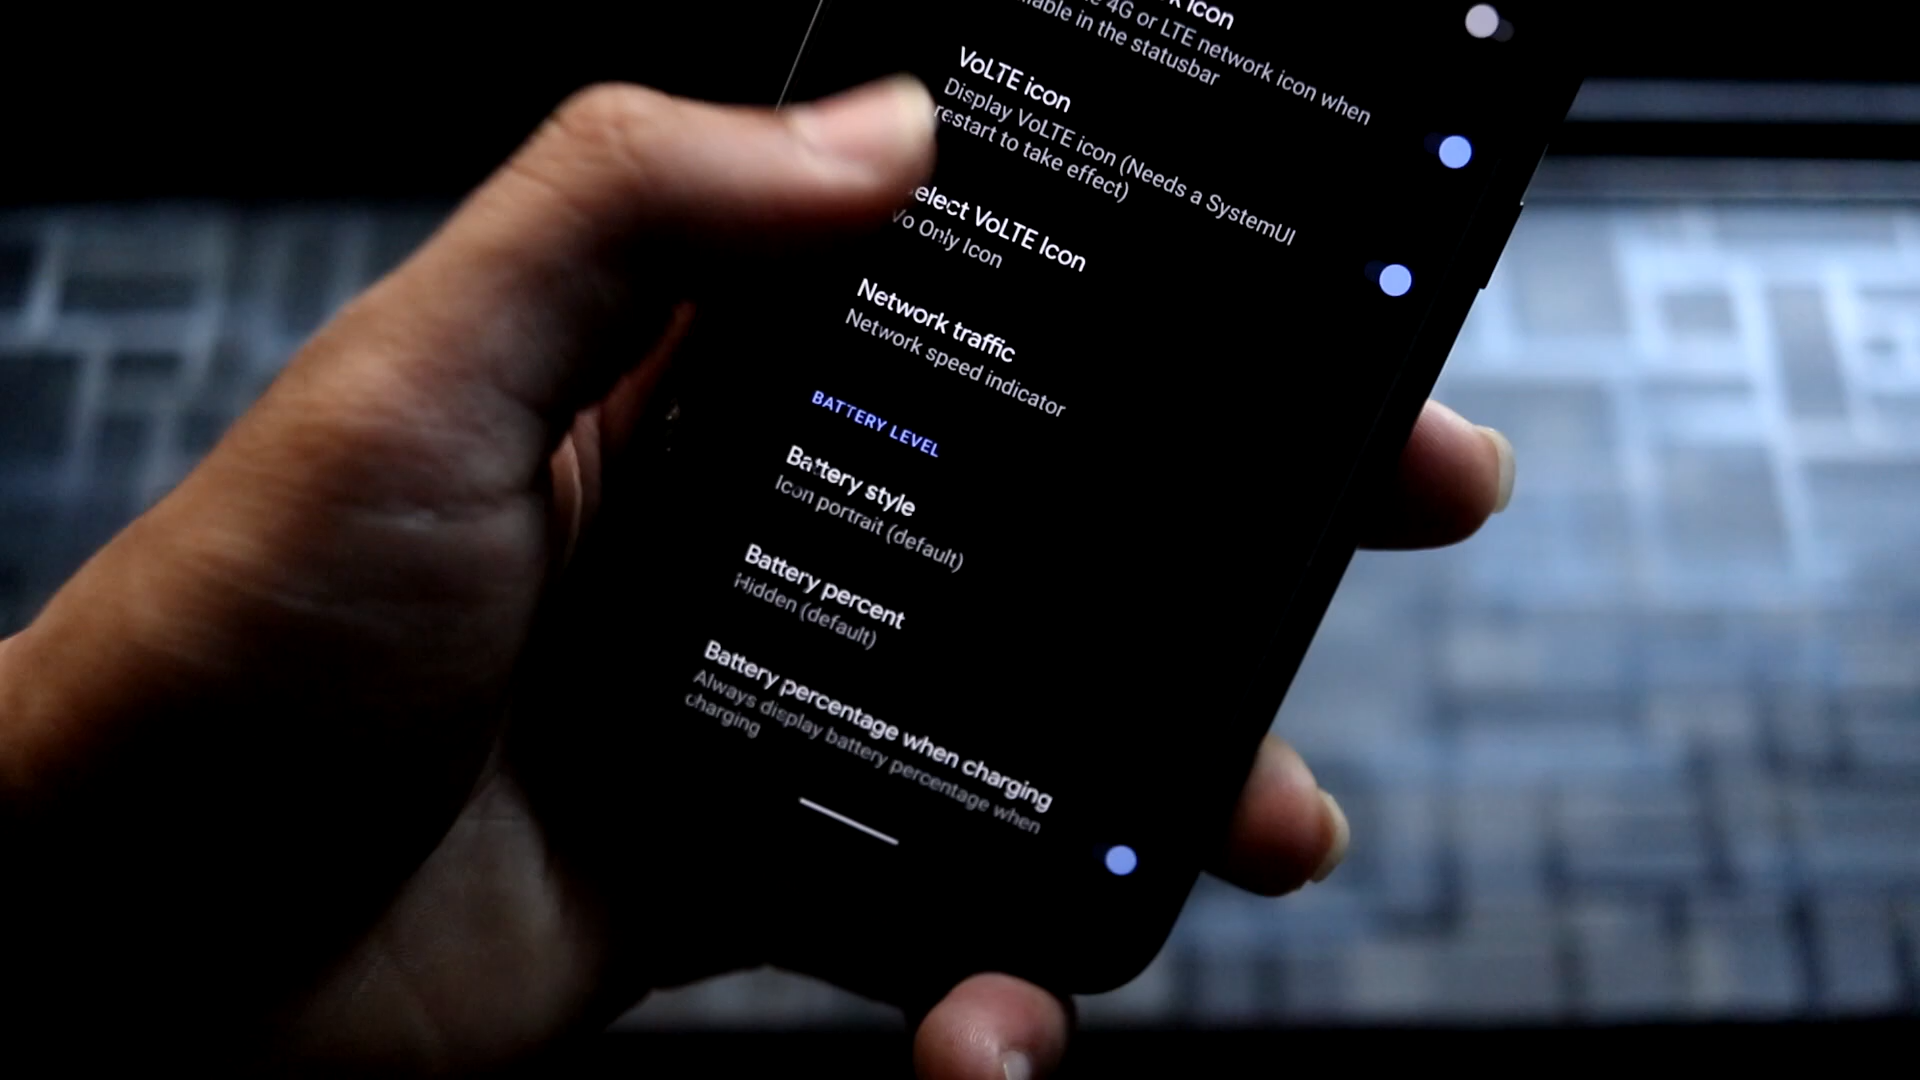 icon
4G or LTE network icon when
in the statusbar
VoLTE icon
Display VoLTE icon (Needs a SystemUI
restart to take effect)
VoLTE Icon
Only Icon
Network traffic
Network speed indicator
BATTERY LEVEL
Battery style
Icon portrait (default)
Battery percent
Hidden (default)
Battery percentage when charging
Always display battery percentage when
charging